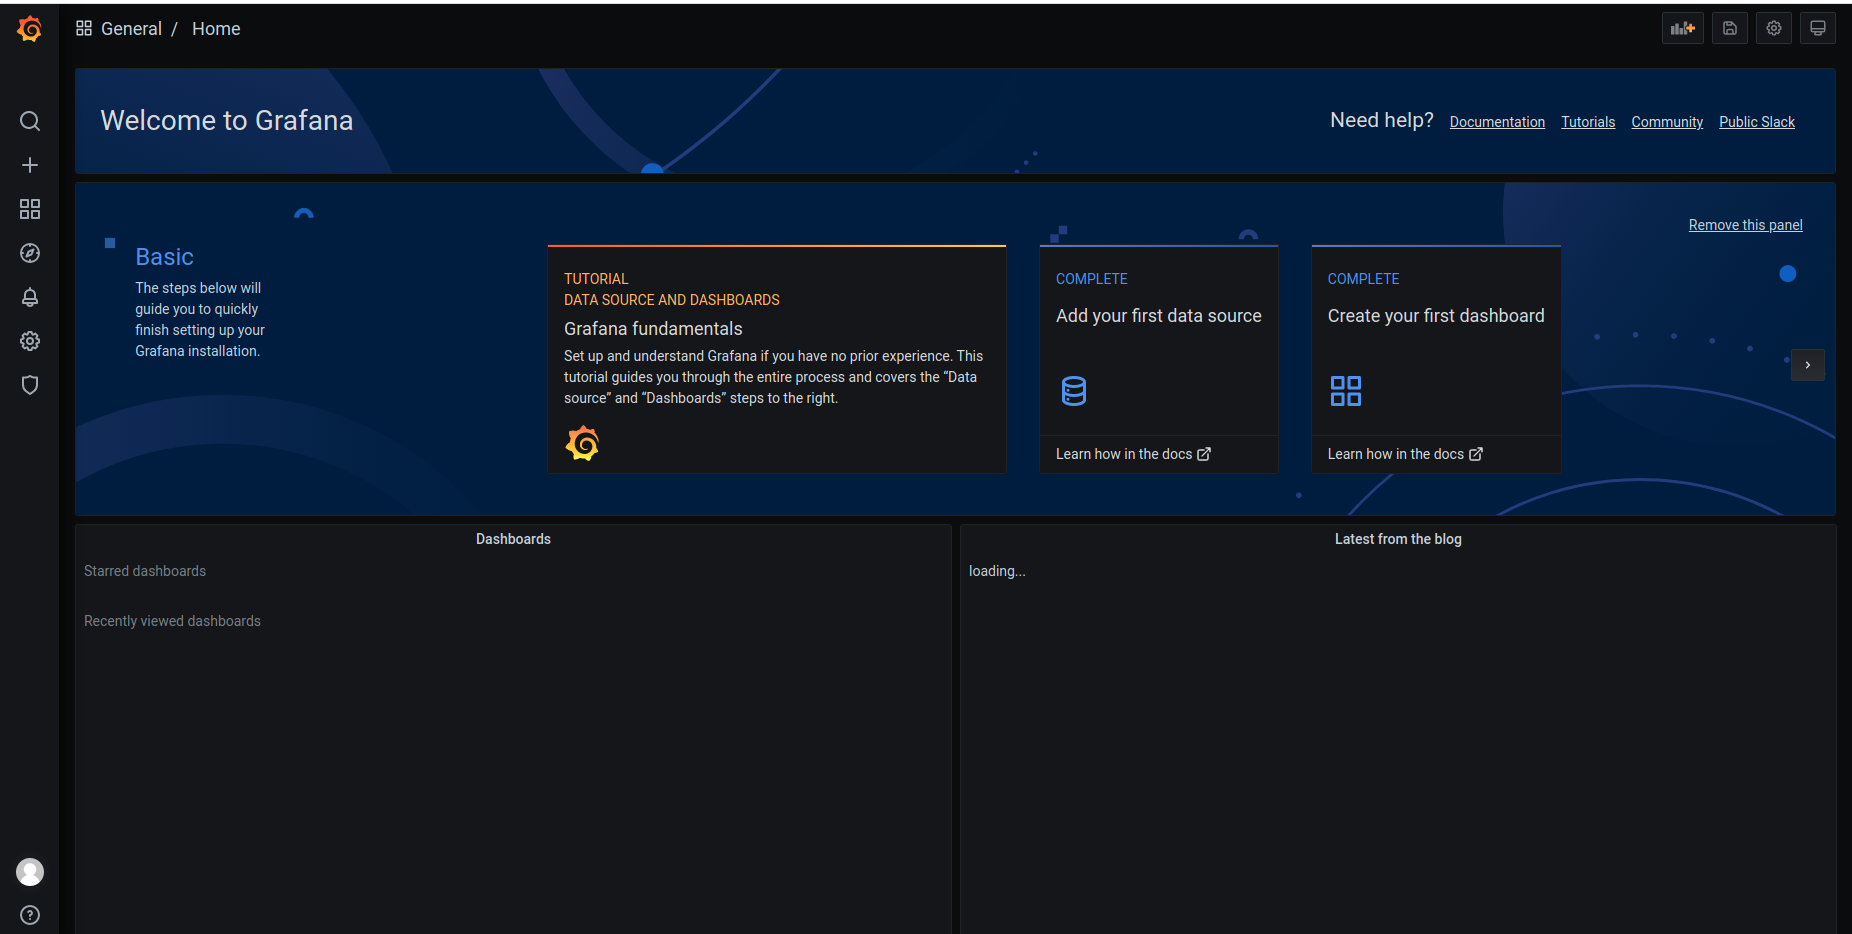 General / Home
Welcome to Grafana
Need help? Documentation Tutorials Community Public Slack
Remove this panel
Basic
The steps below will
guide you to quickly
finish setting up your
Grafana installation.
TUTORIAL
DATA SOURCE AND DASHBOARDS
Grafana fundamentals
Set up and understand Grafana if you have no prior experience. This
tutorial guides you through the entire process and covers the “Data
source” and “Dashboards” steps to the right.
COMPLETE
Add your first data source
Learn how in the docs
COMPLETE
Create your first dashboard
Learn how in the docs
Dashboards
Starred dashboards
Recently viewed dashboards
Latest from the blog
loading...